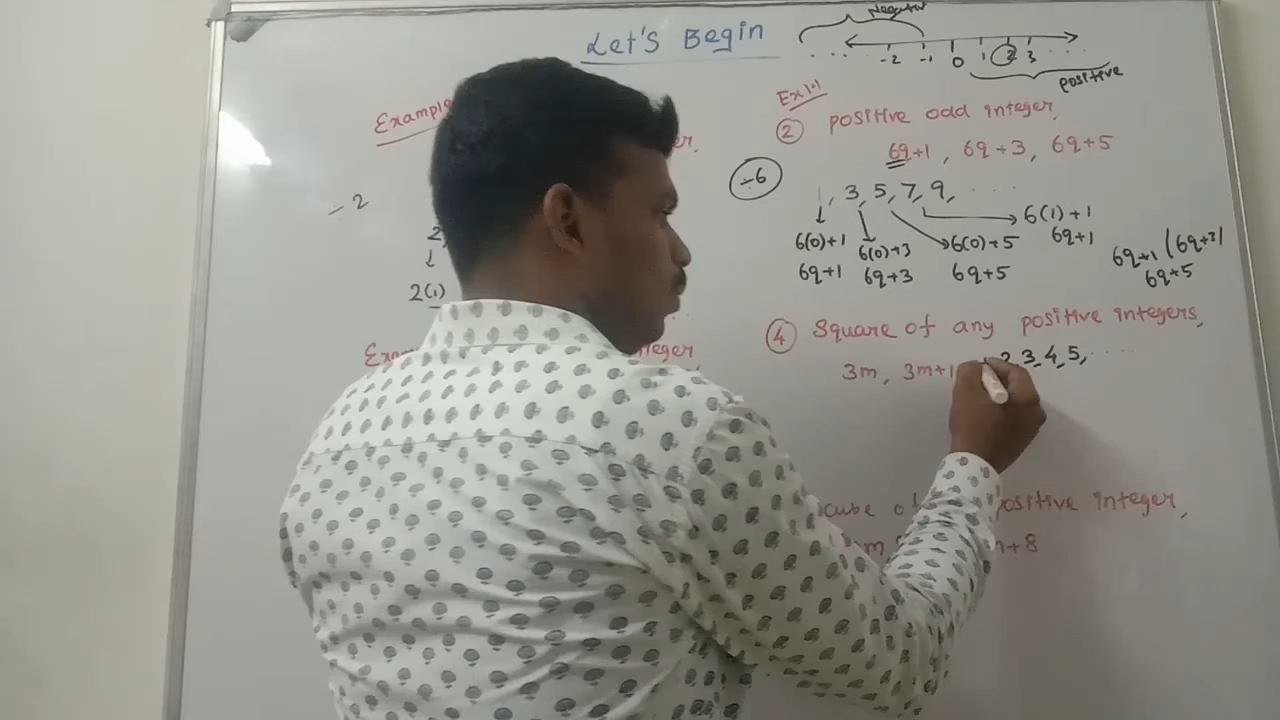 Let's Begin
Negative
-2 -1 0 1 2 3
positive
Example
÷2
2,
2(1)
Ex 1.1
② positive odd integer
6q+1, 6q+3, 6q+5
÷6
, 3, 5, 7, 9, ....
6(0)+1 6(0)+3 6(0)+5 6(1)+1
6q+1 6q+3 6q+5 6q+1
6q+1 (6q+3)
6q+5
④ Square of any positive integers,
3m, 3m+1
2, 3, 4, 5, .....
cube positive integer,
+8